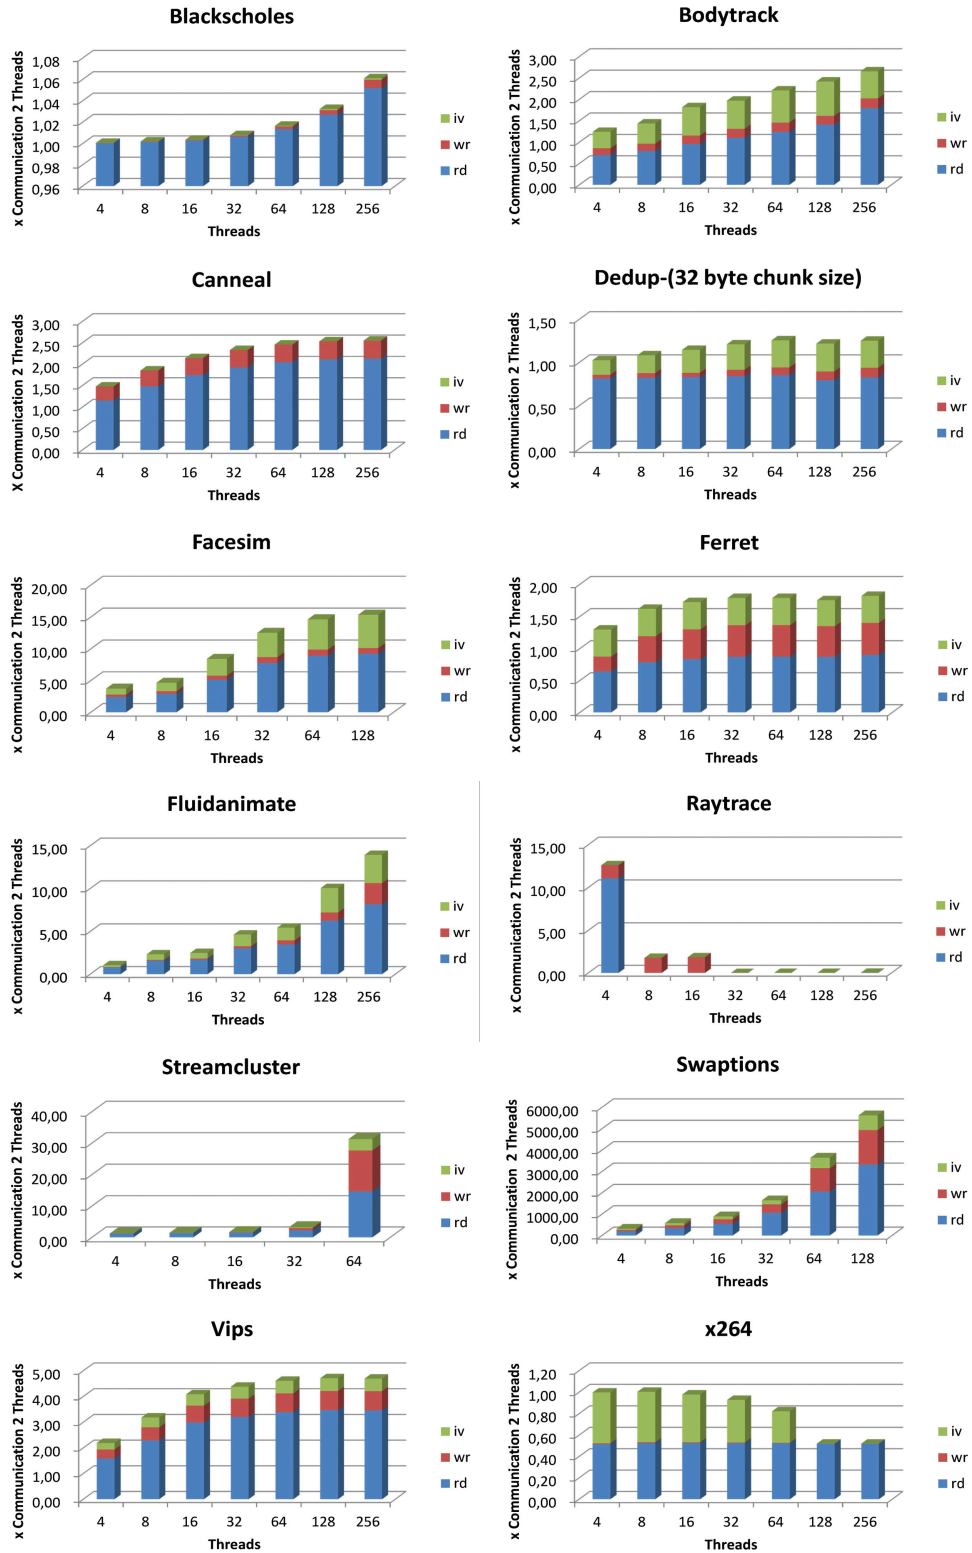 Blackscholes
x Communication 2 Threads
1,08
1,06
1,04
1,02
1,00
0,98
0,96
4 8 16 32 64 128 256
Threads
iv
wr
rd
Bodytrack
x Communication 2 Threads
3,00
2,50
2,00
1,50
1,00
0,50
0,00
4 8 16 32 64 128 256
Threads
iv
wr
rd
Canneal
X Communication 2 Threads
3,00
2,50
2,00
1,50
1,00
0,50
0,00
4 8 16 32 64 128 256
Threads
iv
wr
rd
Dedup-(32 byte chunk size)
x Communication 2 Threads
1,50
1,00
0,50
0,00
4 8 16 32 64 128 256
Threads
iv
wr
rd
Facesim
x Communication 2 Threads
20,00
15,00
10,00
5,00
0,00
4 8 16 32 64 128
Threads
iv
wr
rd
Ferret
x Communication 2 Threads
2,00
1,50
1,00
0,50
0,00
4 8 16 32 64 128 256
Threads
iv
wr
rd
Fluidanimate
x Communication 2 Threads
15,00
10,00
5,00
0,00
4 8 16 32 64 128 256
Threads
iv
wr
rd
Raytrace
x Communication 2 Threads
15,00
10,00
5,00
0,00
4 8 16 32 64 128 256
Threads
iv
wr
rd
Streamcluster
x Communication 2 Threads
40,00
30,00
20,00
10,00
0,00
4 8 16 32 64
Threads
iv
wr
rd
Swaptions
x Communication 2 Threads
6000,00
5000,00
4000,00
3000,00
2000,00
1000,00
0,00
4 8 16 32 64 128
Threads
iv
wr
rd
Vips
x Communication 2 Threads
5,00
4,00
3,00
2,00
1,00
0,00
4 8 16 32 64 128 256
Threads
iv
wr
rd
x264
x Communication 2 Threads
1,20
1,00
0,80
0,60
0,40
0,20
0,00
4 8 16 32 64 128 256
Threads
iv
wr
rd